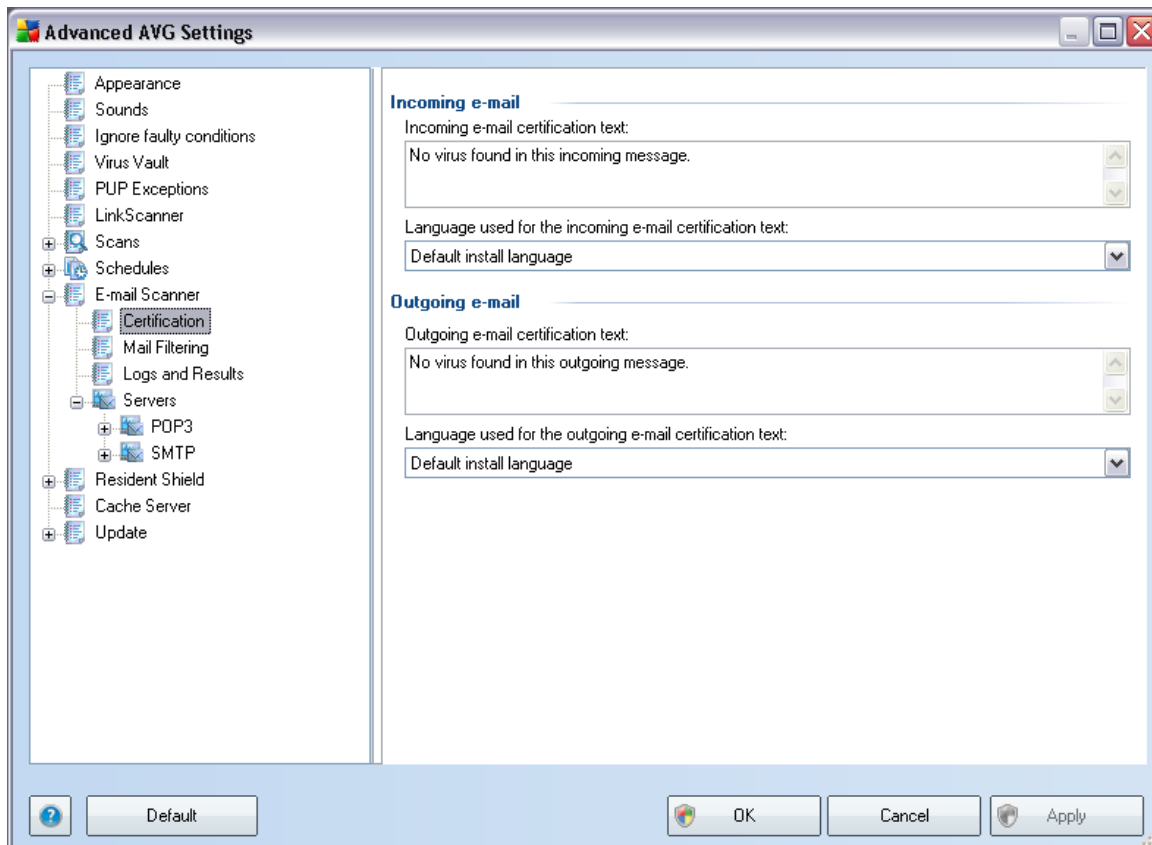 Advanced AVG Settings
Appearance
Sounds
Ignore faulty conditions
Virus Vault
PUP Exceptions
LinkScanner
Scans
Schedules
E-mail Scanner
Certification
Mail Filtering
Logs and Results
Servers
POP3
SMTP
Resident Shield
Cache Server
Update
Incoming e-mail
Incoming e-mail certification text:
No virus found in this incoming message.
Language used for the incoming e-mail certification text:
Default install language
Outgoing e-mail
Outgoing e-mail certification text:
No virus found in this outgoing message.
Language used for the outgoing e-mail certification text:
Default install language
?
Default
OK
Cancel
Apply